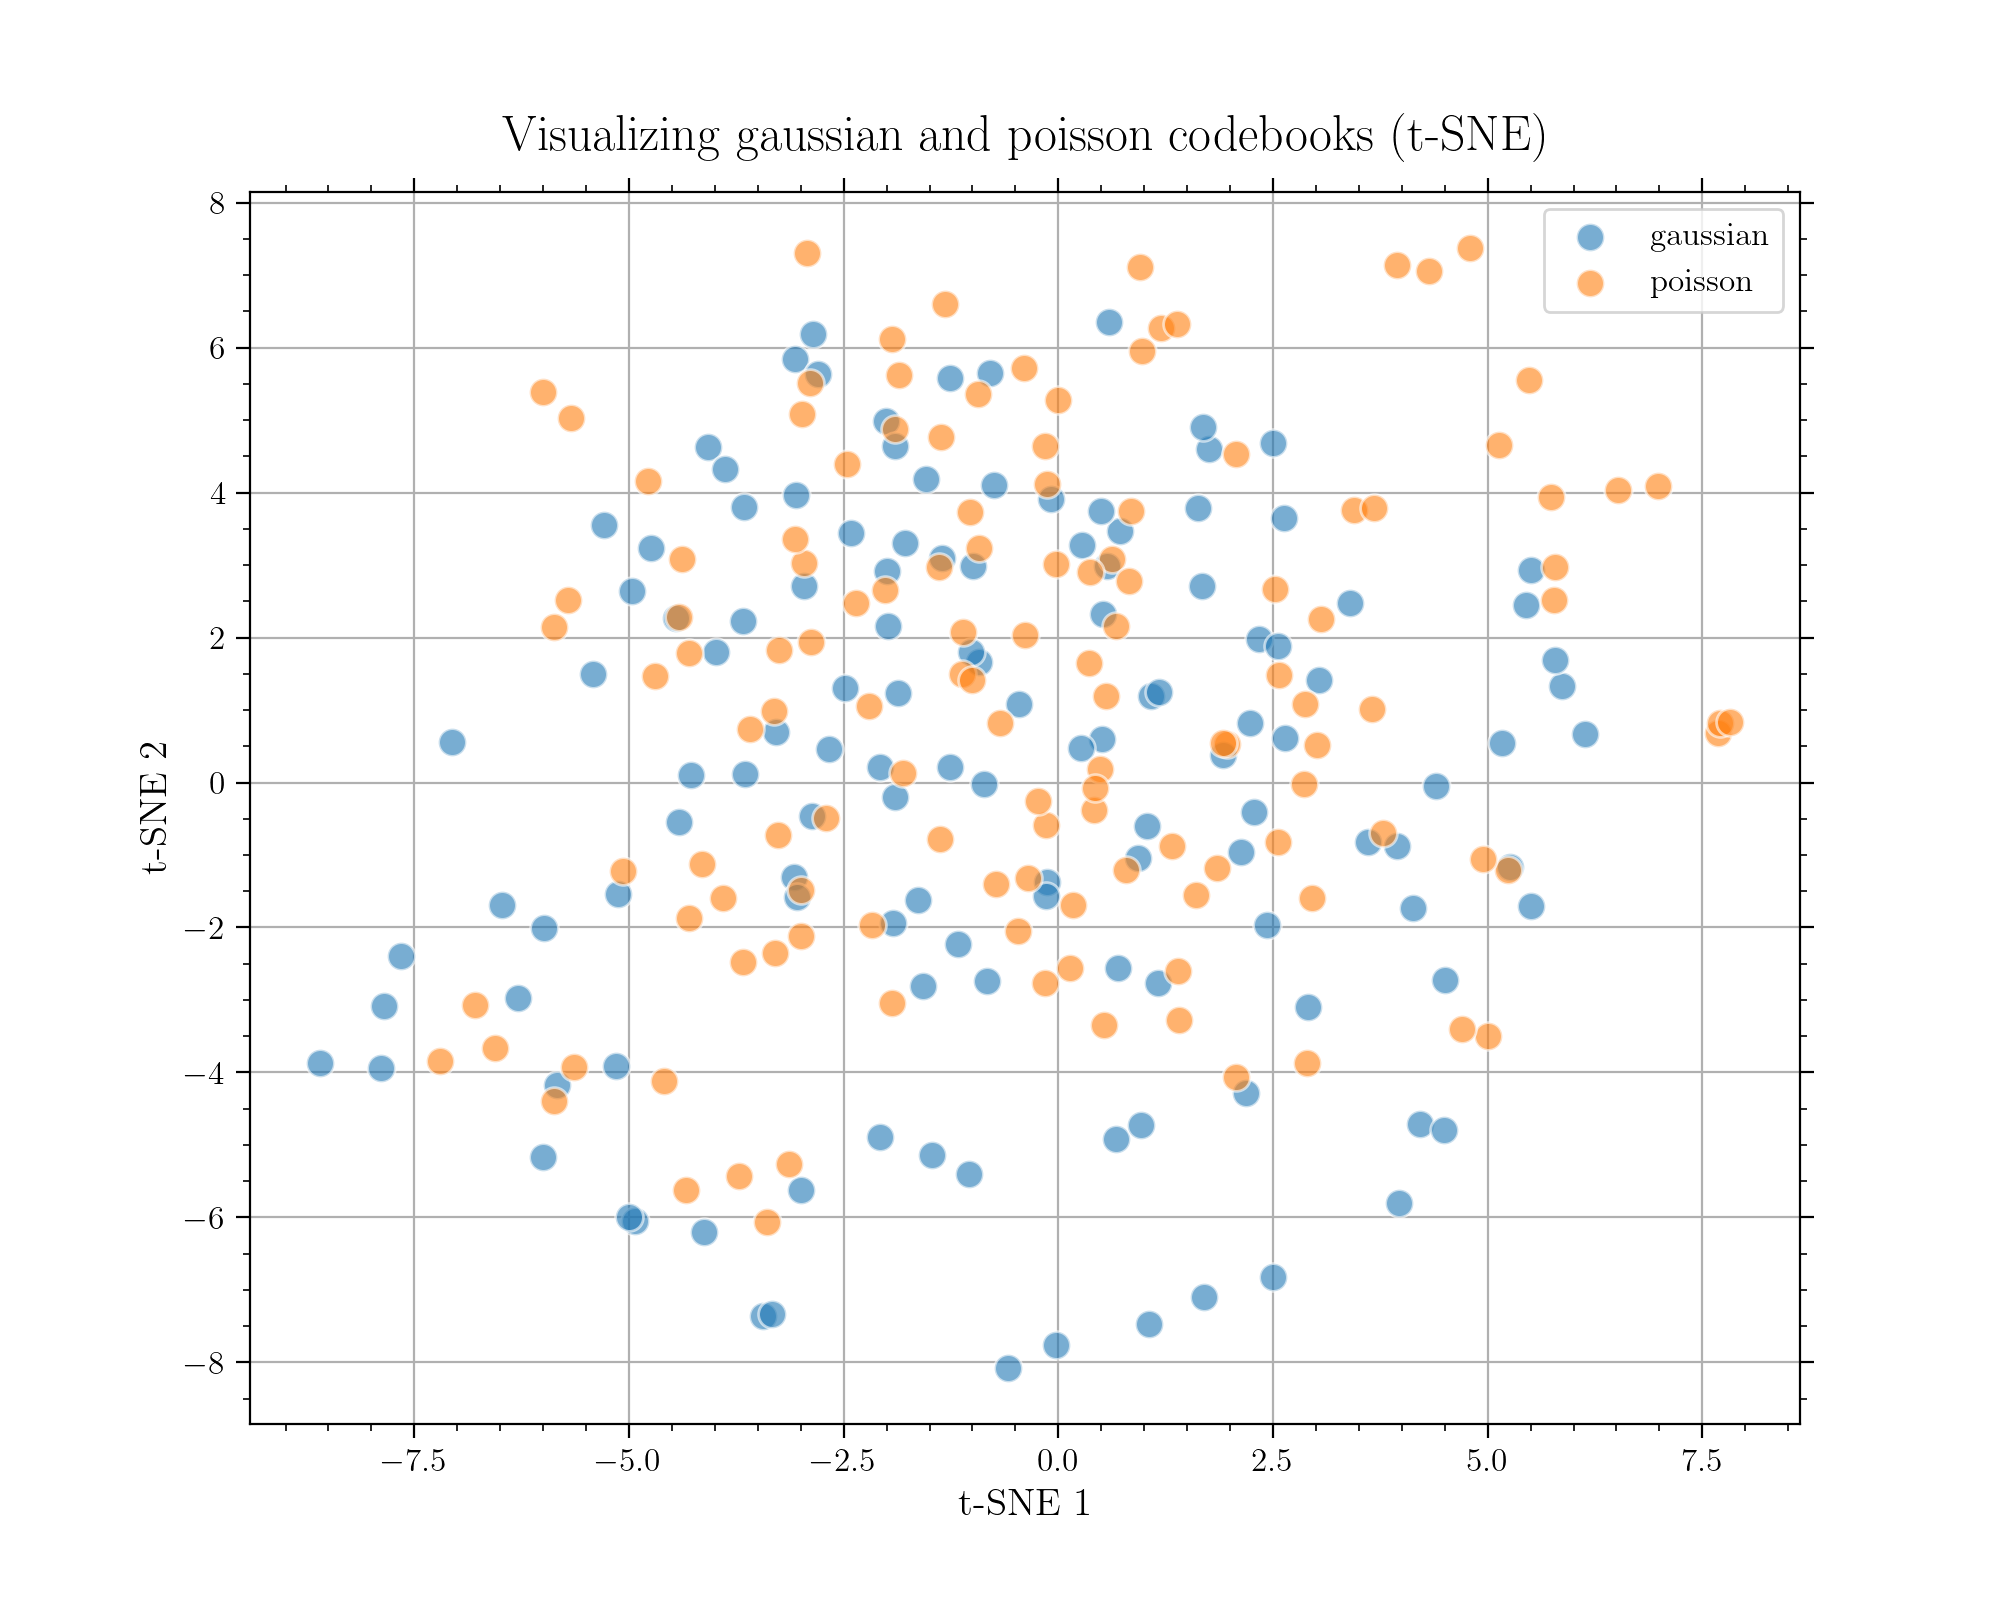 Visualizing gaussian and poisson codebooks (t-SNE)
gaussian
poisson
8
6
4
2
0
−2
−4
−6
−8
t-SNE 2
−7.5 −5.0 −2.5 0.0 2.5 5.0 7.5
t-SNE 1